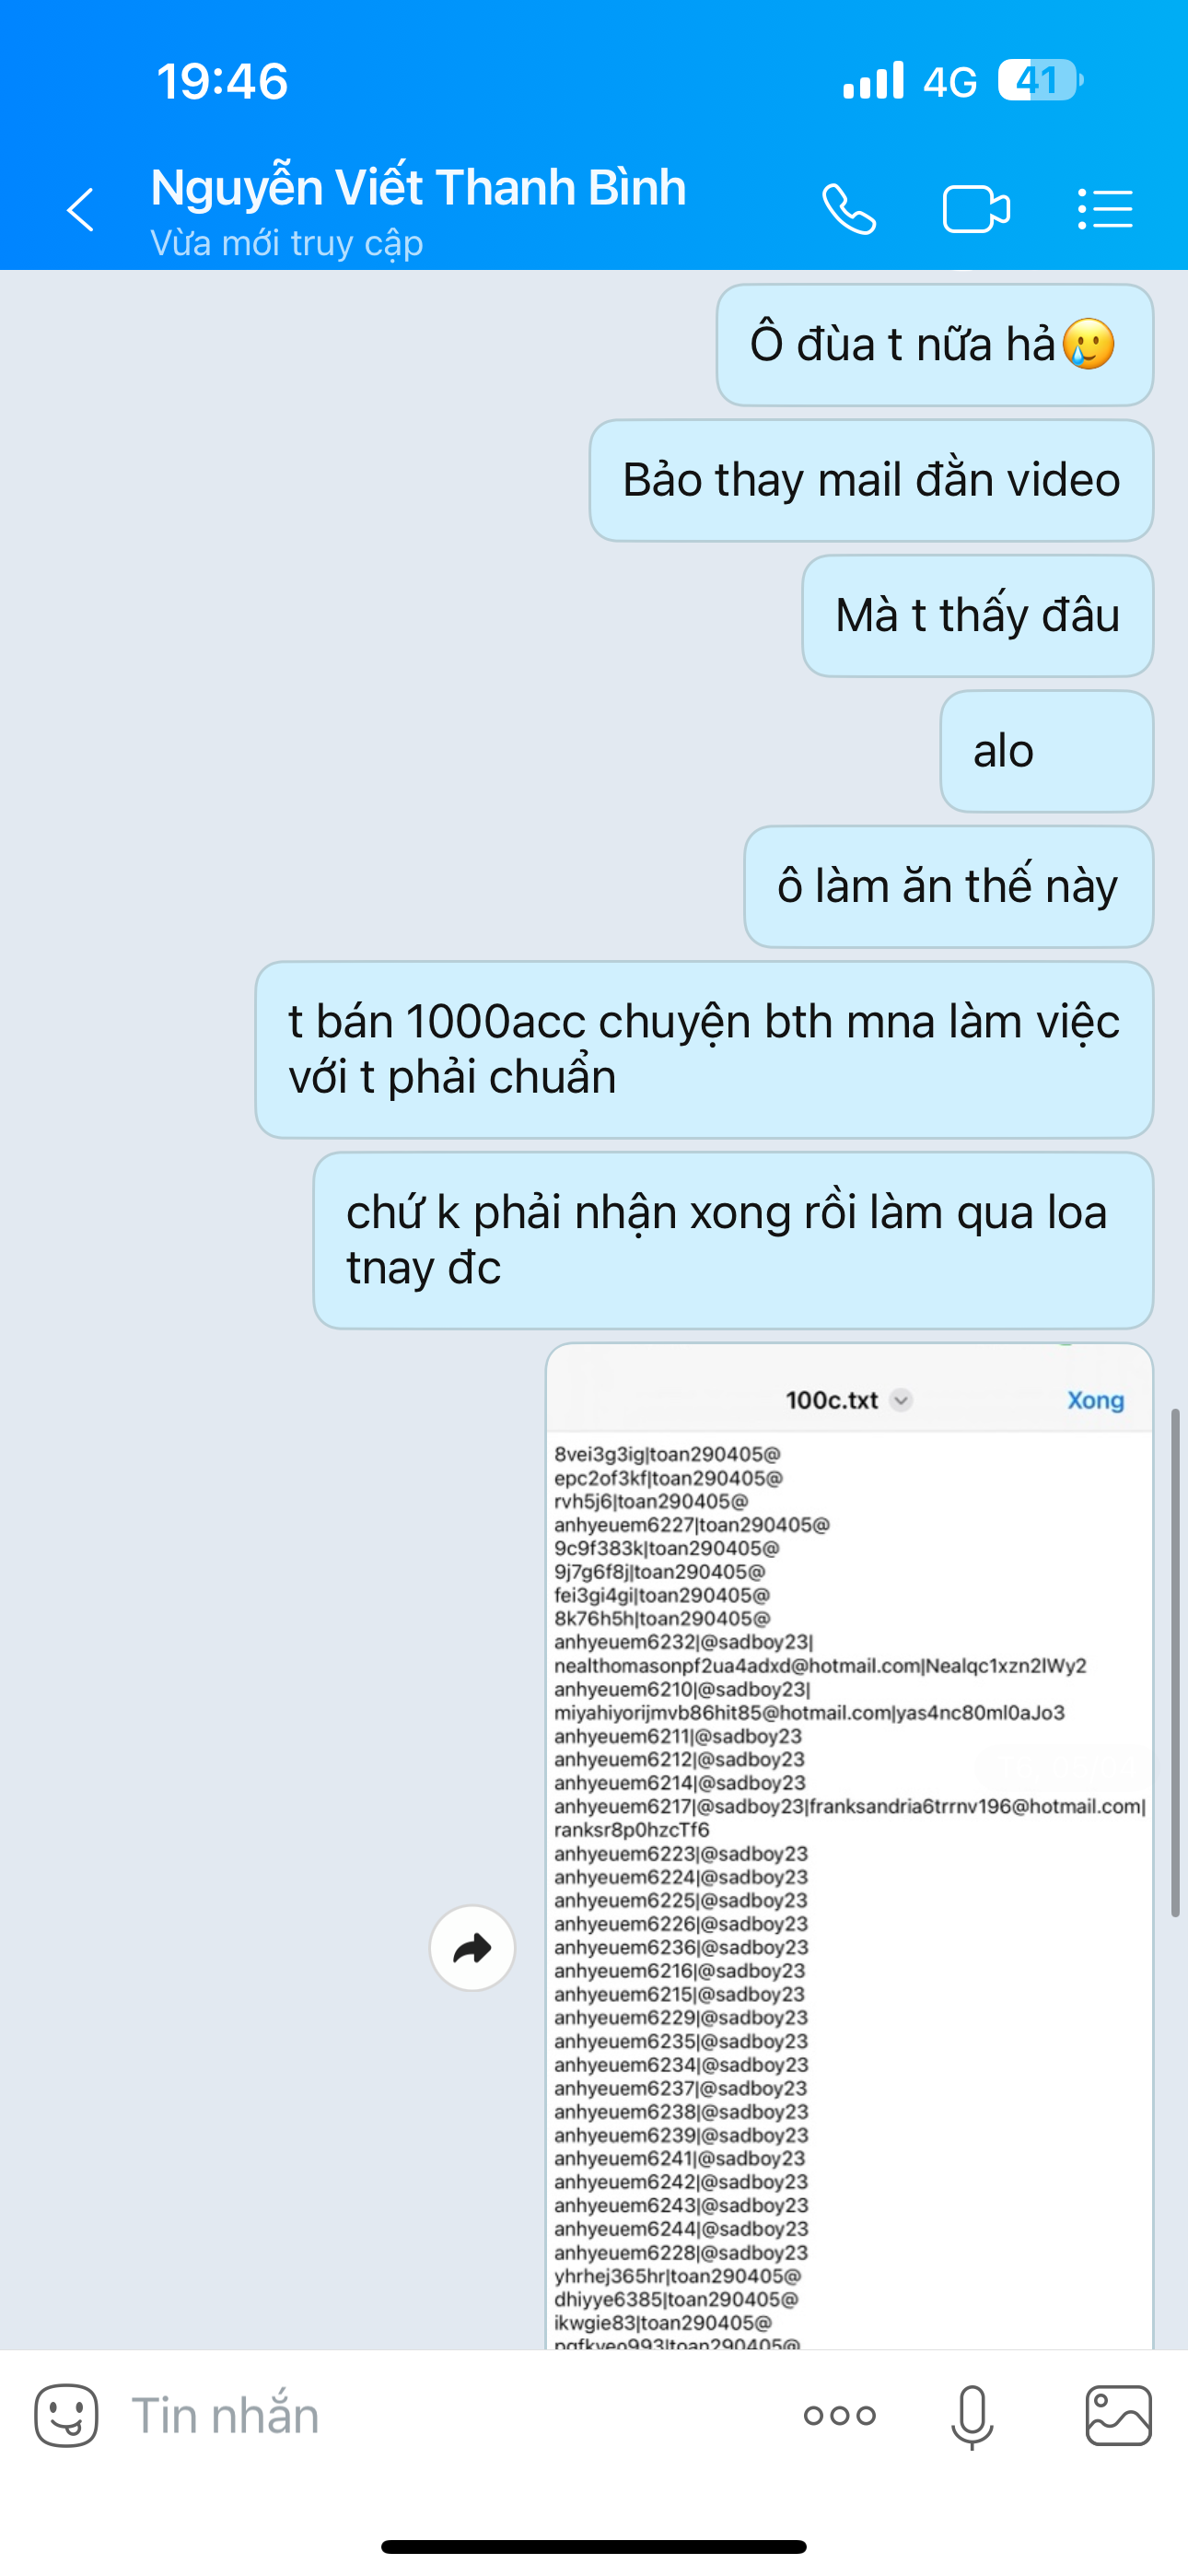 19:46
4G 41
Nguyễn Viết Thanh Bình
Vừa mới truy cập
Ô đùa t nữa hả🥲
Bảo thay mail đằn video
Mà t thấy đâu
alo
ô làm ăn thế này
t bán 1000acc chuyện bth mna làm việc
với t phải chuẩn
chứ k phải nhận xong rồi làm qua loa
tnay đc
100c.txt
Xong
8vei3g3ig|toan290405@
epc2of3kf|toan290405@
rvh5j6|toan290405@
anhyeuem6227|toan290405@
9c9f383k|toan290405@
9j7g6f8j|toan290405@
fei3gi4gi|toan290405@
8k76h5h|toan290405@
anhyeuem6232|@sadboy23|
nealthomasonpf2ua4adxd@hotmail.com|Nealqc1xzn2lWy2
anhyeuem6210|@sadboy23|
miyahiyorijmvb86hit85@hotmail.com|yas4nc80ml0aJo3
anhyeuem6211|@sadboy23
anhyeuem6212|@sadboy23
anhyeuem6214|@sadboy23
anhyeuem6217|@sadboy23|franksandria6trrnv196@hotmail.com|
ranksr8p0hzcTf6
anhyeuem6223|@sadboy23
anhyeuem6224|@sadboy23
anhyeuem6225|@sadboy23
anhyeuem6226|@sadboy23
anhyeuem6236|@sadboy23
anhyeuem6216|@sadboy23
anhyeuem6215|@sadboy23
anhyeuem6229|@sadboy23
anhyeuem6235|@sadboy23
anhyeuem6234|@sadboy23
anhyeuem6237|@sadboy23
anhyeuem6238|@sadboy23
anhyeuem6239|@sadboy23
anhyeuem6241|@sadboy23
anhyeuem6242|@sadboy23
anhyeuem6243|@sadboy23
anhyeuem6244|@sadboy23
anhyeuem6228|@sadboy23
yhrhej365hr|toan290405@
dhiyye6385|toan290405@
ikwgie83|toan290405@
pgfkyeo993|toan290405@
Tin nhắn